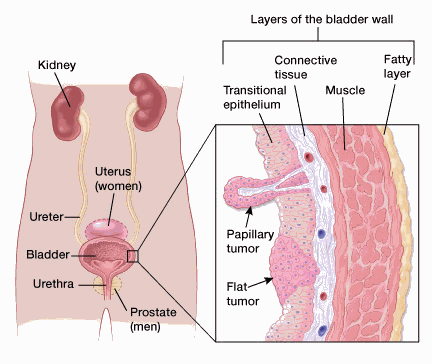 Layers of the bladder wall
Kidney
Connective
tissue
Fatty
layer
Transitional
epithelium
Muscle
Uterus
(women)
Ureter
Papillary
tumor
Bladder
Urethra
Flat
tumor
Prostate
(men)